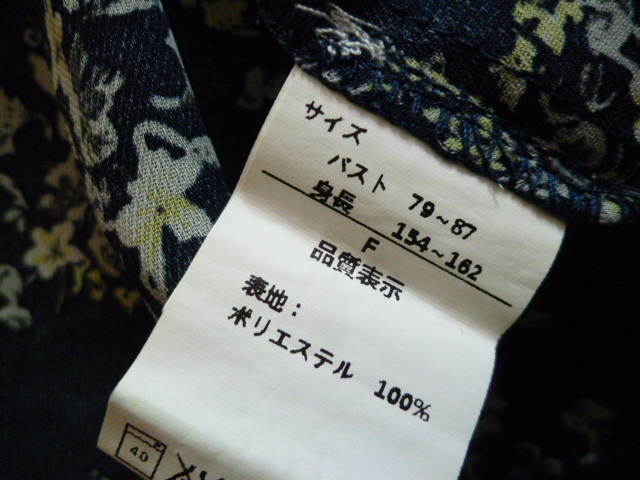 サイズ
バスト 79~87
身長 154~162
F
品質表示
表地：
ポリエステル 100%
40